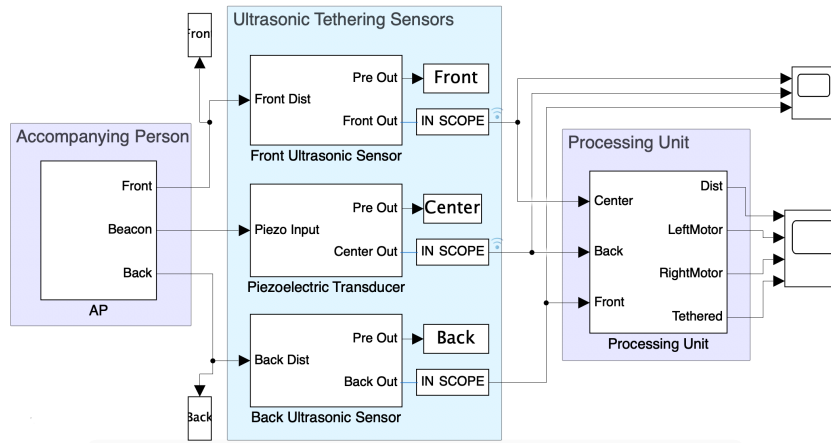 Front
Ultrasonic Tethering Sensors
Pre Out
Front
Front Dist
Front Out
IN SCOPE
Front Ultrasonic Sensor
Accompanying Person
Front
Beacon
Back
AP
Pre Out
Center
Piezo Input
Center Out
IN SCOPE
Piezoelectric Transducer
Pre Out
Back
Back Dist
Back Out
IN SCOPE
Back Ultrasonic Sensor
Back
Processing Unit
Center
Back
Front
Dist
LeftMotor
RightMotor
Tethered
Processing Unit